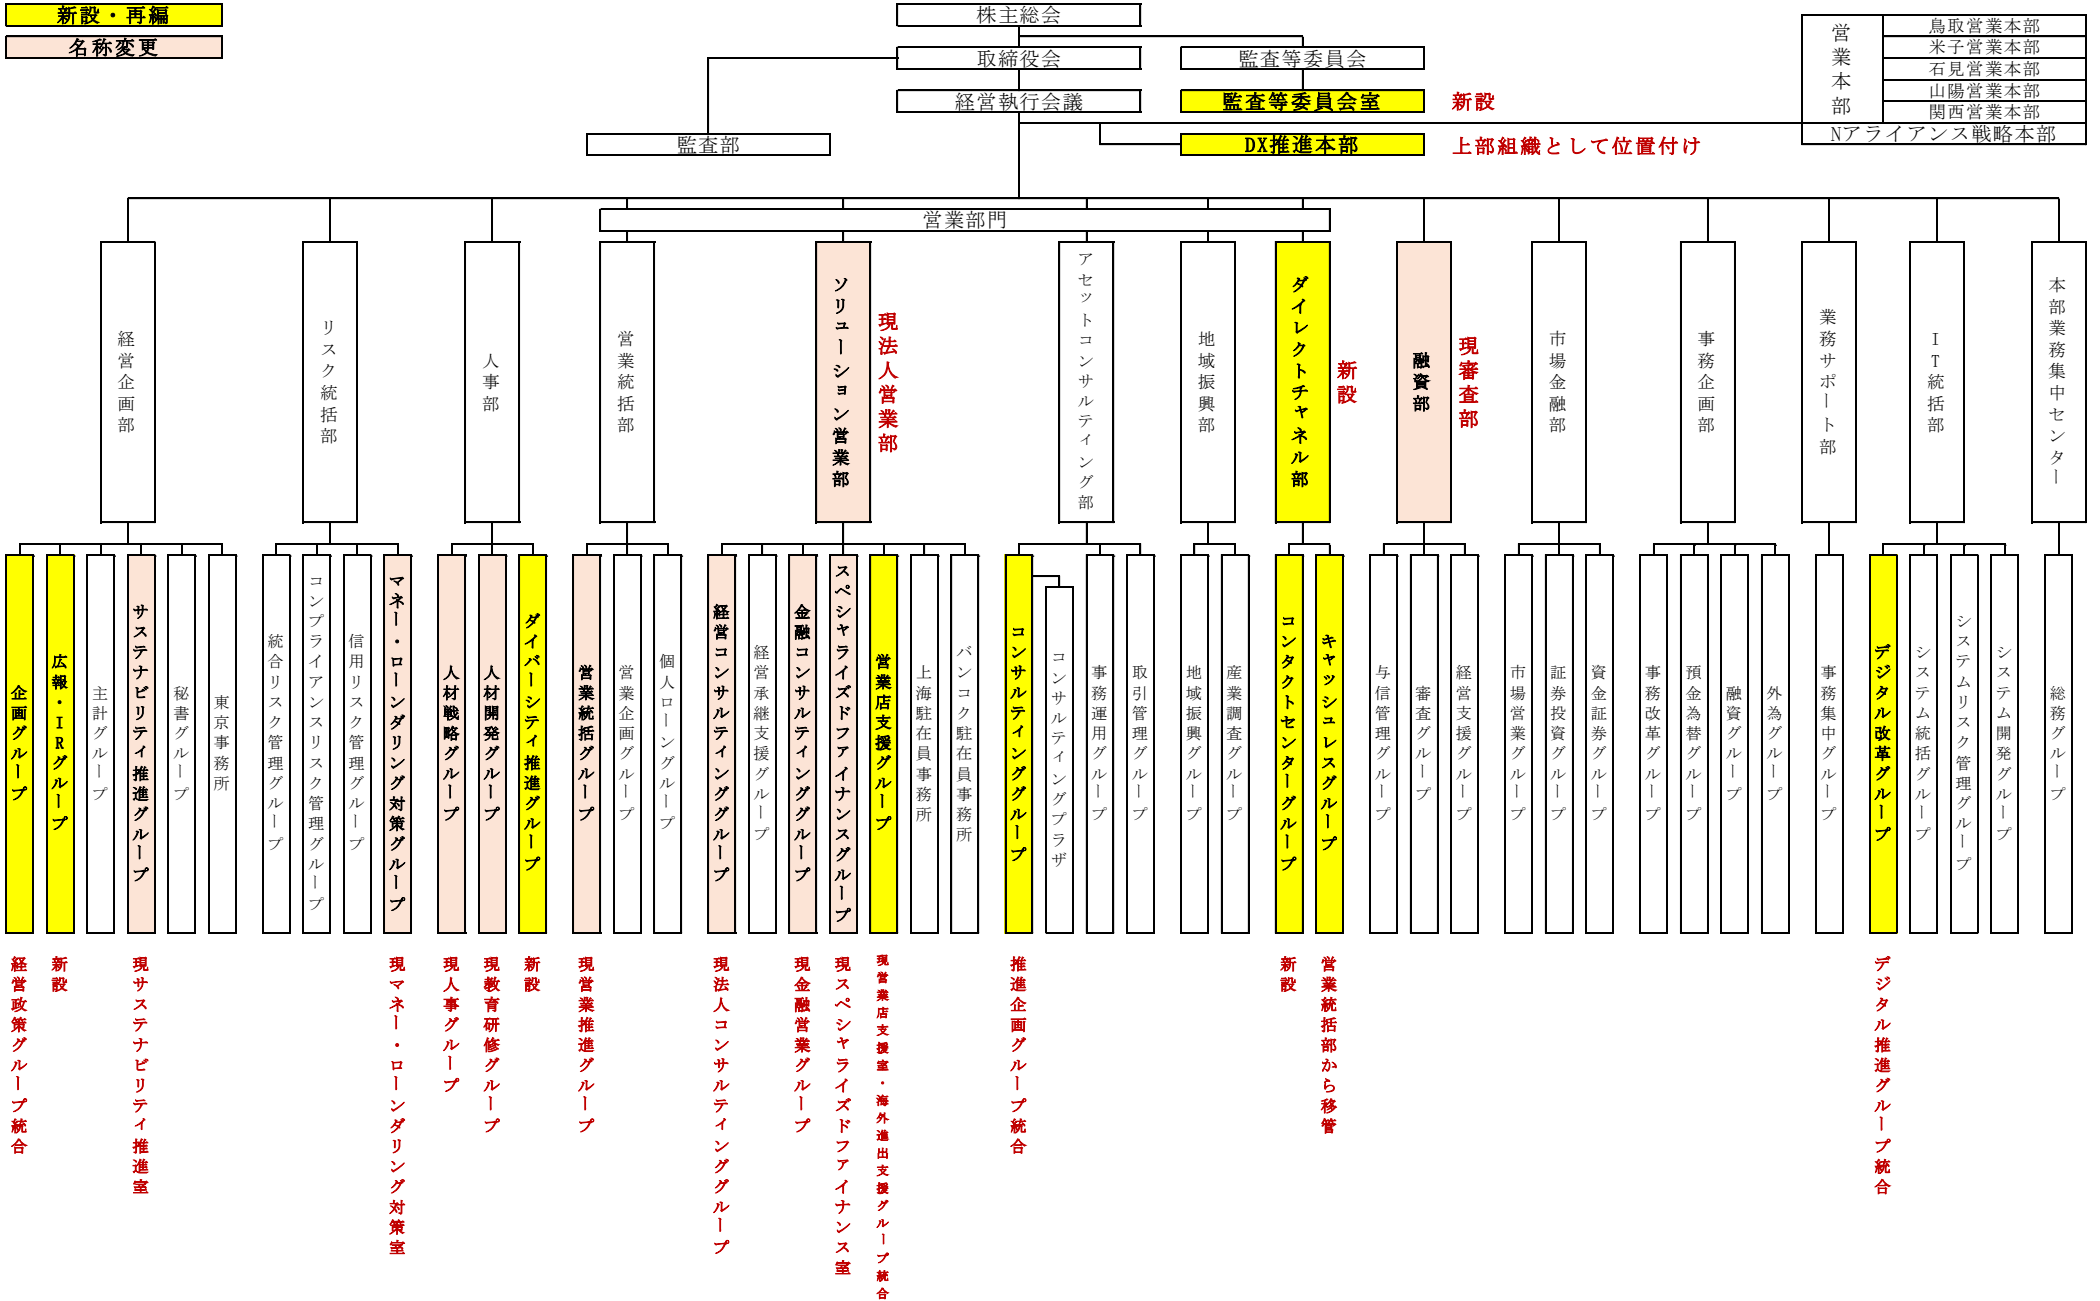 新設・再編
名称変更
株主総会
取締役会
監査等委員会
経営執行会議
監査等委員会室
新設
監査部
DX推進本部
上部組織として位置付け
営業本部
鳥取営業本部
米子営業本部
石見営業本部
山陽営業本部
関西営業本部
Nアライアンス戦略本部
営業部門
経営企画部
リスク統括部
人事部
営業統括部
ソリューション営業部
現法人営業部
アセットコンサルティング部
地域振興部
ダイレクトチャネル部
新設
融資部
現審査部
市場金融部
事務企画部
業務サポート部
IT統括部
本部業務集中センター
企画グループ
広報・IRグループ
主計グループ
サステナビリティ推進グループ
秘書グループ
東京事務所
統合リスク管理グループ
コンプライアンスリスク管理グループ
信用リスク管理グループ
マネー・ローンダリング対策グループ
人材戦略グループ
人材開発グループ
ダイバーシティ推進グループ
営業統括グループ
営業企画グループ
個人ローングループ
経営コンサルティンググループ
経営承継支援グループ
金融コンサルティンググループ
スペシャライズドファイナンスグループ
営業店支援グループ
上海駐在員事務所
バンコク駐在員事務所
コンサルティンググループ
コンサルティングプラザ
事務運用グループ
取引管理グループ
地域振興グループ
産業調査グループ
コンタクトセンターグループ
キャッシュレスグループ
与信管理グループ
審査グループ
経営支援グループ
市場営業グループ
証券投資グループ
資金証券グループ
事務改革グループ
預金為替グループ
融資グループ
外為グループ
事務集中グループ
デジタル改革グループ
システム統括グループ
システムリスク管理グループ
システム開発グループ
総務グループ
経営政策グループ統合
新設
現サステナビリティ推進室
現マネー・ローンダリング対策室
現人事グループ
現教育研修グループ
新設
現営業推進グループ
現法人コンサルティンググループ
現金融営業グループ
現スペシャライズドファイナンス室
現営業店支援室・海外進出支援グループ統合
推進企画グループ統合
新設
営業統括部から移管
デジタル推進グループ統合